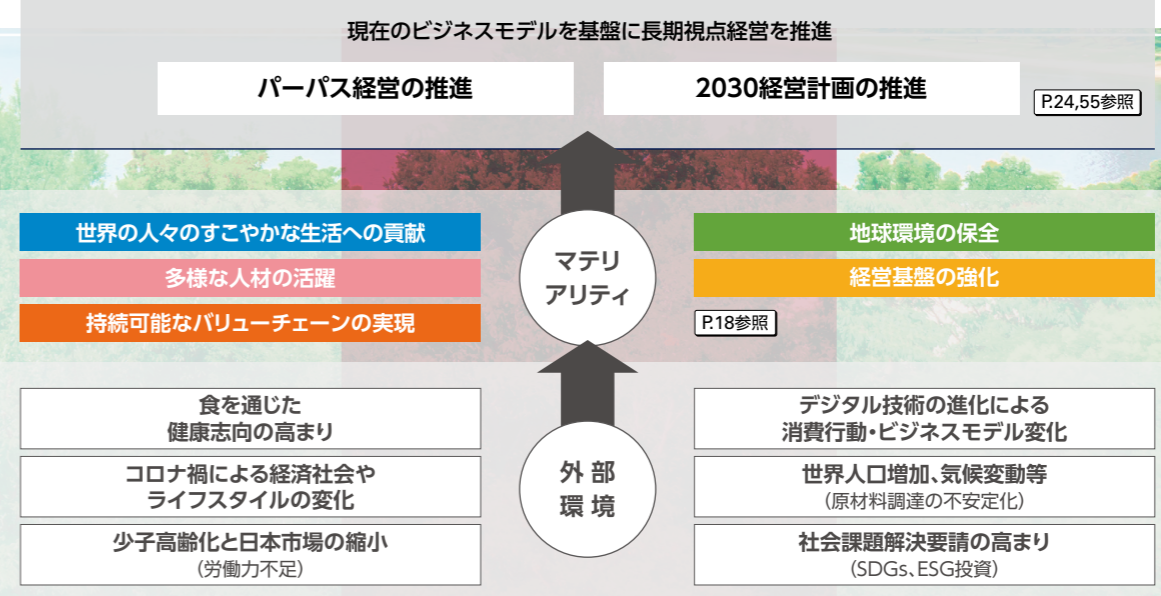 現在のビジネスモデルを基盤に長期視点経営を推進
パーパス経営の推進
2030経営計画の推進
P.24,55参照
世界の人々のすこやかな生活への貢献
多様な人材の活躍
持続可能なバリューチェーンの実現
マテリ
アリティ
地球環境の保全
経営基盤の強化
P.18参照
食を通じた
健康志向の高まり
コロナ禍による経済社会や
ライフスタイルの変化
少子高齢化と日本市場の縮小
(労働力不足)
外部
環境
デジタル技術の進化による
消費行動・ビジネスモデル変化
世界人口増加、気候変動等
(原材料調達の不安定化)
社会課題解決要請の高まり
(SDGs、ESG投資)